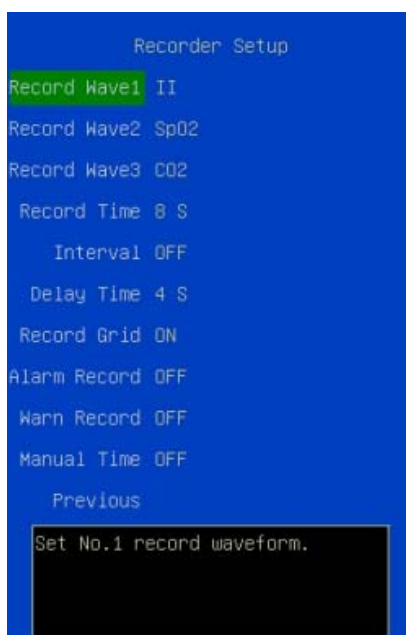 Recorder Setup
Record Wave1 II
Record Wave2 SpO2
Record Wave3 CO2
Record Time 8 S
Interval OFF
Delay Time 4 S
Record Grid ON
Alarm Record OFF
Warn Record OFF
Manual Time OFF
Previous
Set No.1 record waveform.